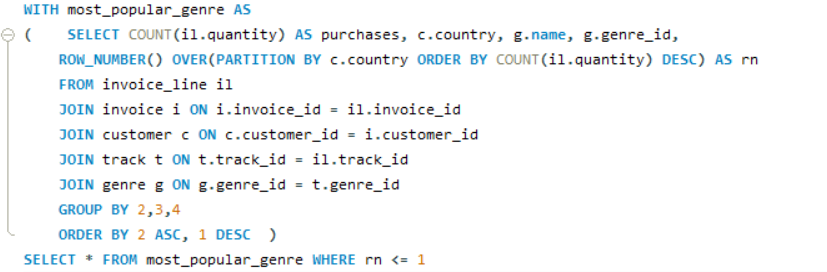 WITH most_popular_genre AS
( SELECT COUNT(il.quantity) AS purchases, c.country, g.name, g.genre_id,
ROW_NUMBER() OVER(PARTITION BY c.country ORDER BY COUNT(il.quantity) DESC) AS rn
FROM invoice_line il
JOIN invoice i ON i.invoice_id = il.invoice_id
JOIN customer c ON c.customer_id = i.customer_id
JOIN track t ON t.track_id = il.track_id
JOIN genre g ON g.genre_id = t.genre_id
GROUP BY 2,3,4
ORDER BY 2 ASC, 1 DESC )
SELECT * FROM most_popular_genre WHERE rn <= 1